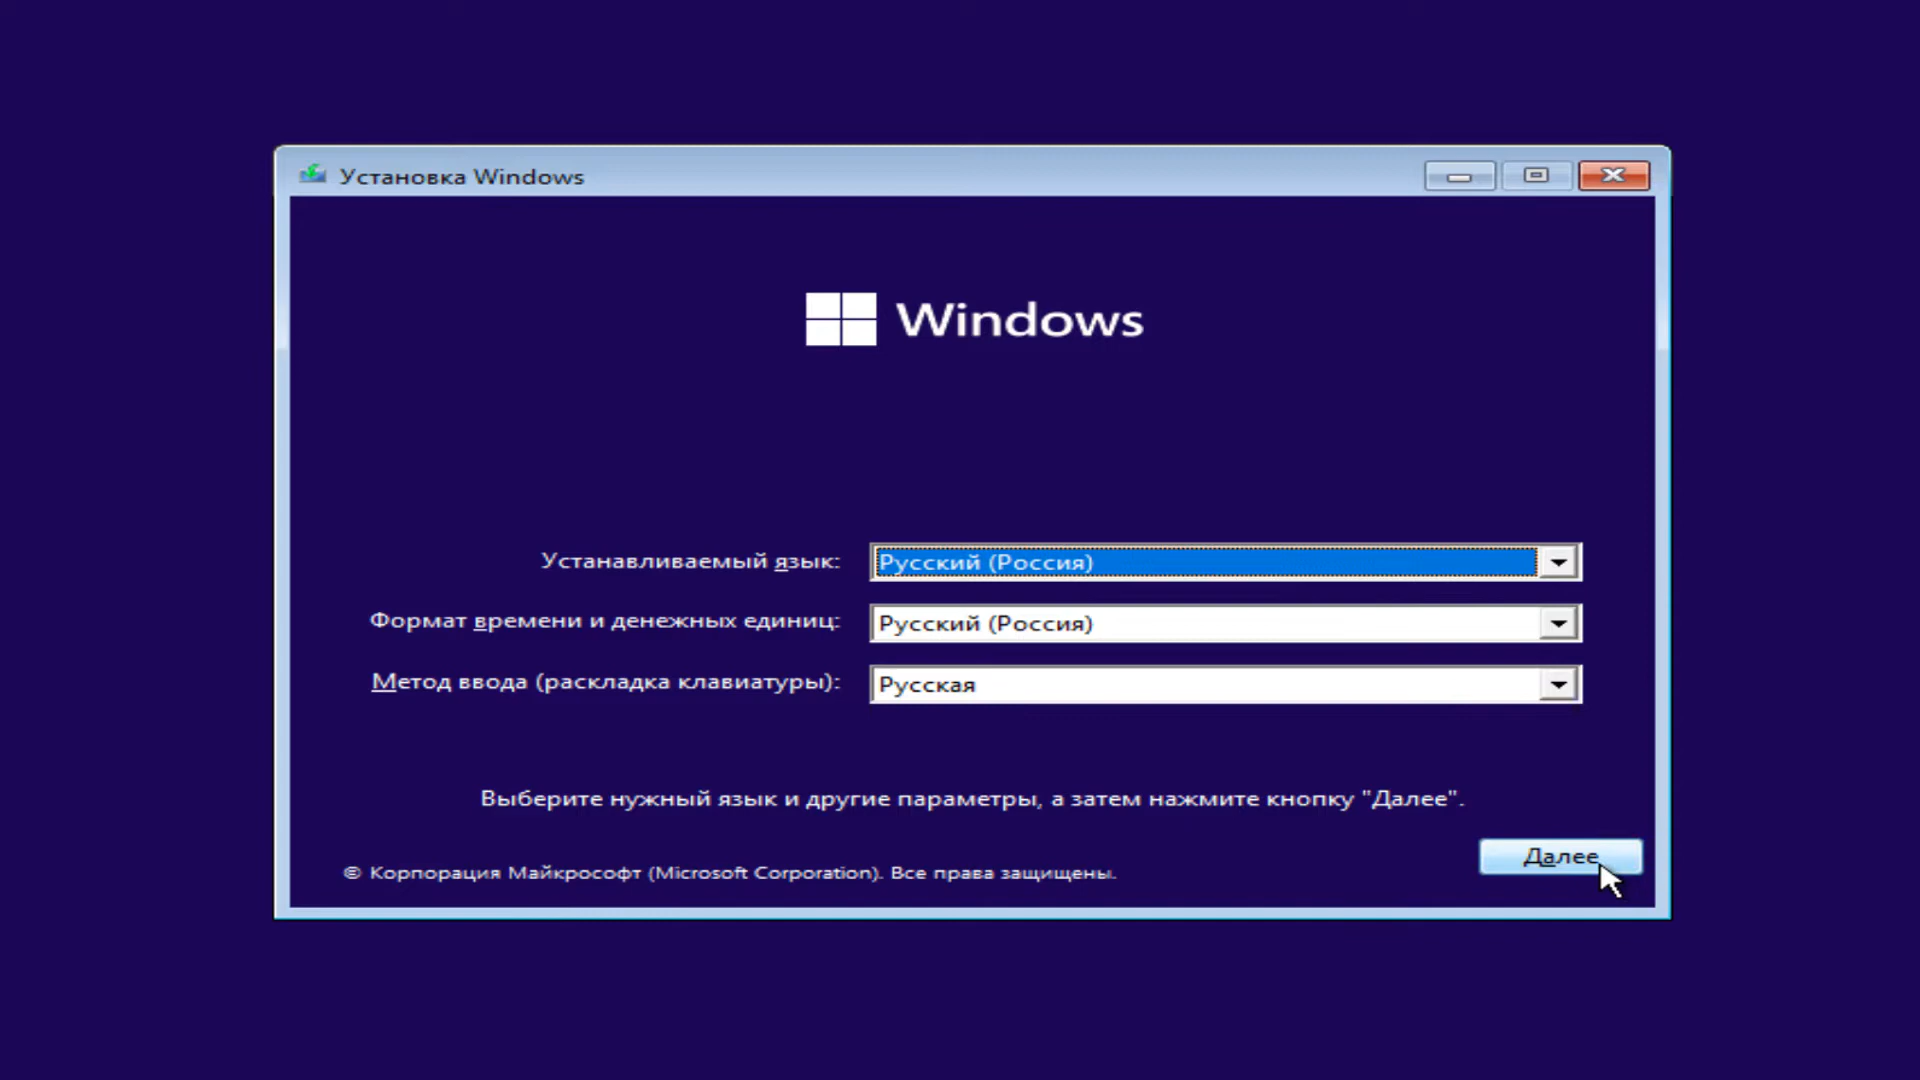 Установка Windows
Windows
Устанавливаемый язык: Русский (Россия)
Формат времени и денежных единиц: Русский (Россия)
Метод ввода (раскладка клавиатуры): Русская
Выберите нужный язык и другие параметры, а затем нажмите кнопку "Далее".
Далее
© Корпорация Майкрософт (Microsoft Corporation). Все права защищены.